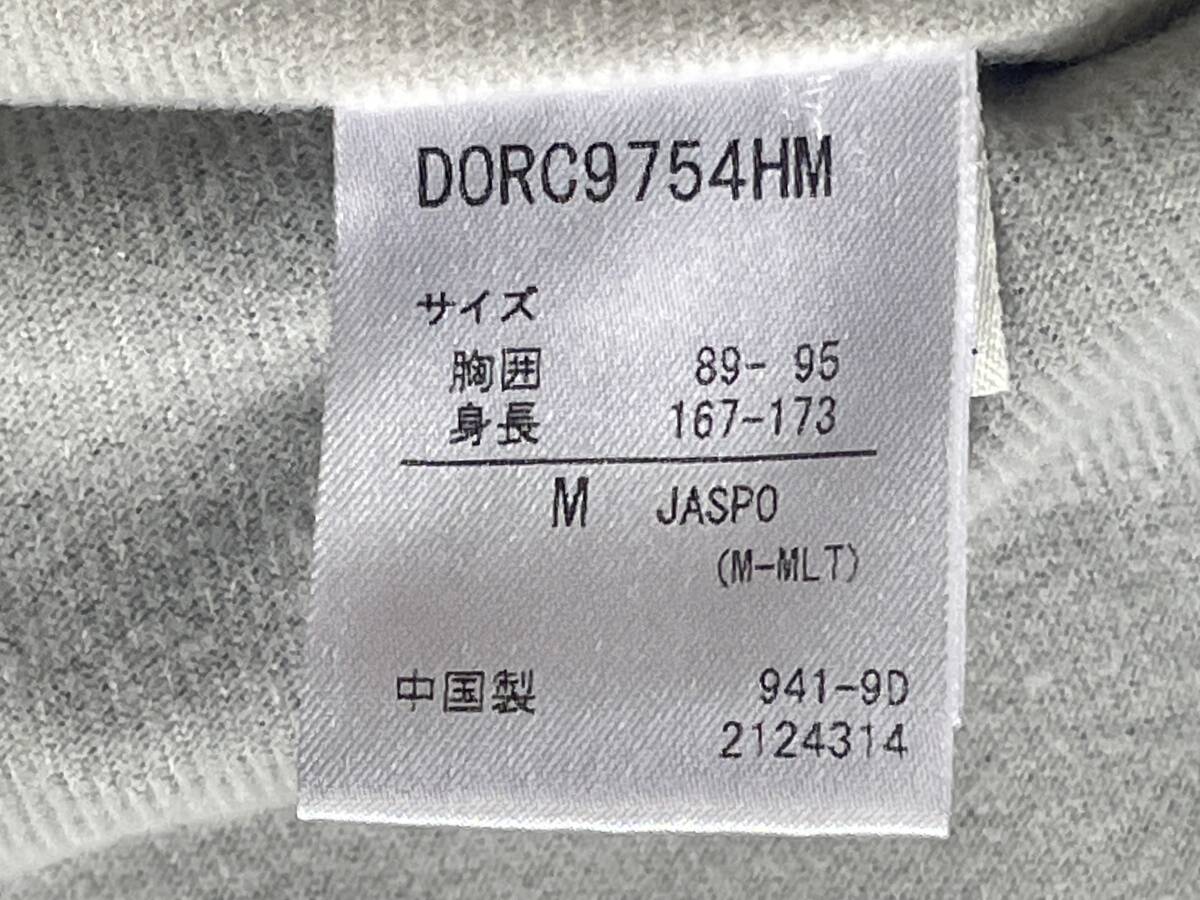 DORC9754HM
サイズ
胸囲 89- 95
身長 167-173
M JASPO
(M-MLT)
中国製 941-9D
2124314